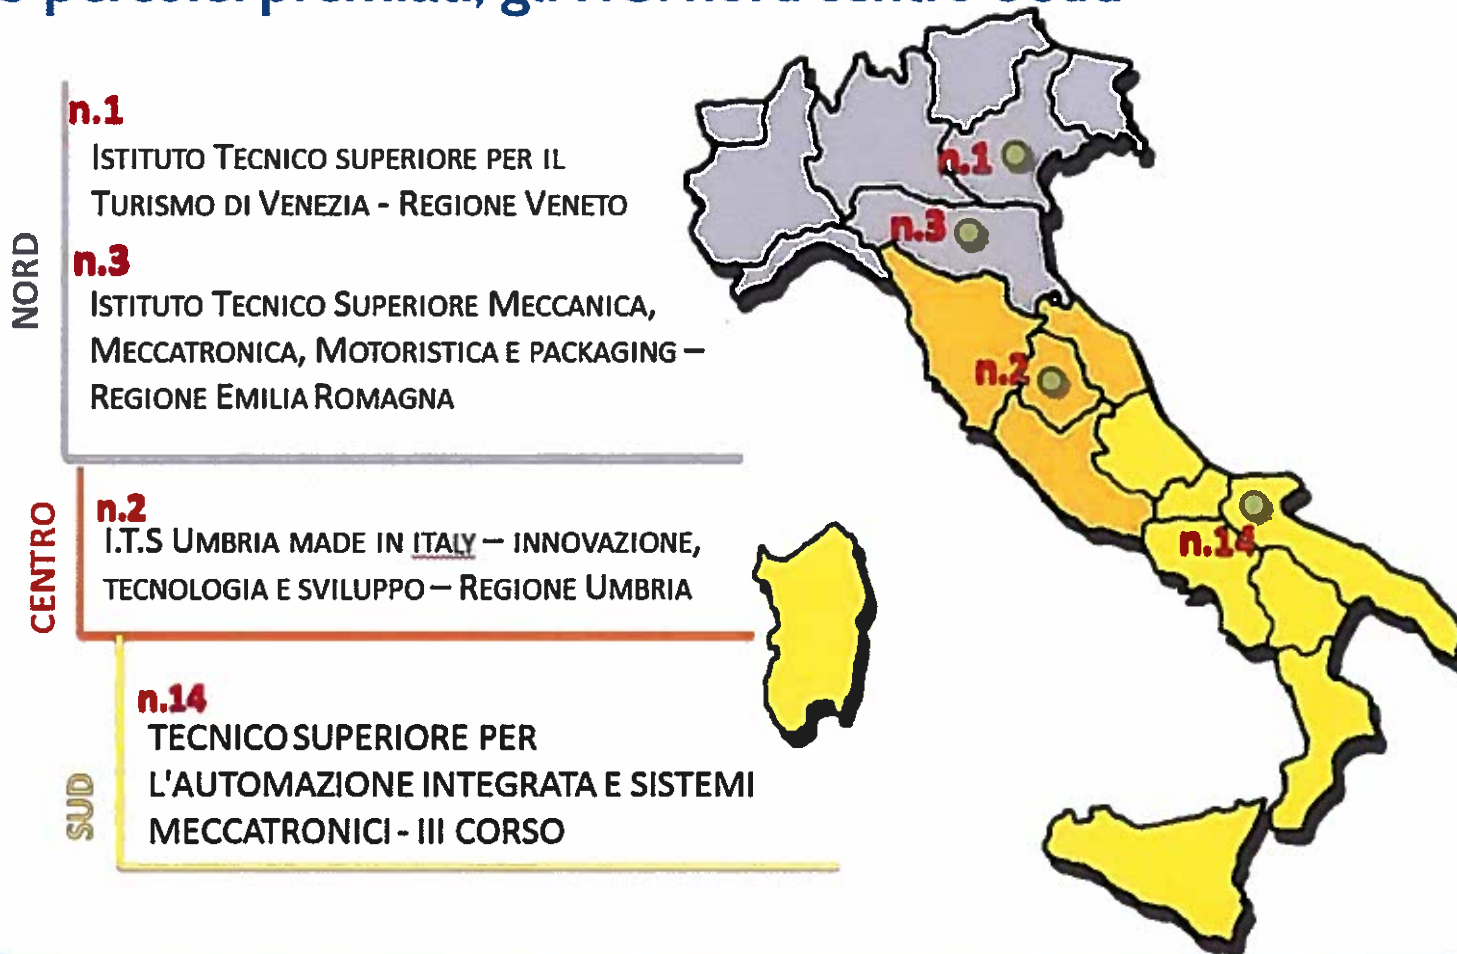 n.1
ISTITUTO TECNICO SUPERIORE PER IL
TURISMO DI VENEZIA - REGIONE VENETO
n.3
ISTITUTO TECNICO SUPERIORE MECCANICA,
MECCATRONICA, MOTORISTICA E PACKAGING –
REGIONE EMILIA ROMAGNA
NORD
n.2
I.T.S UMBRIA MADE IN ITALY – INNOVAZIONE,
TECNOLOGIA E SVILUPPO – REGIONE UMBRIA
CENTRO
n.14
TECNICO SUPERIORE PER
L'AUTOMAZIONE INTEGRATA E SISTEMI
MECCATRONICI - III CORSO
SUD
n.1
n.3
n.2
n.14